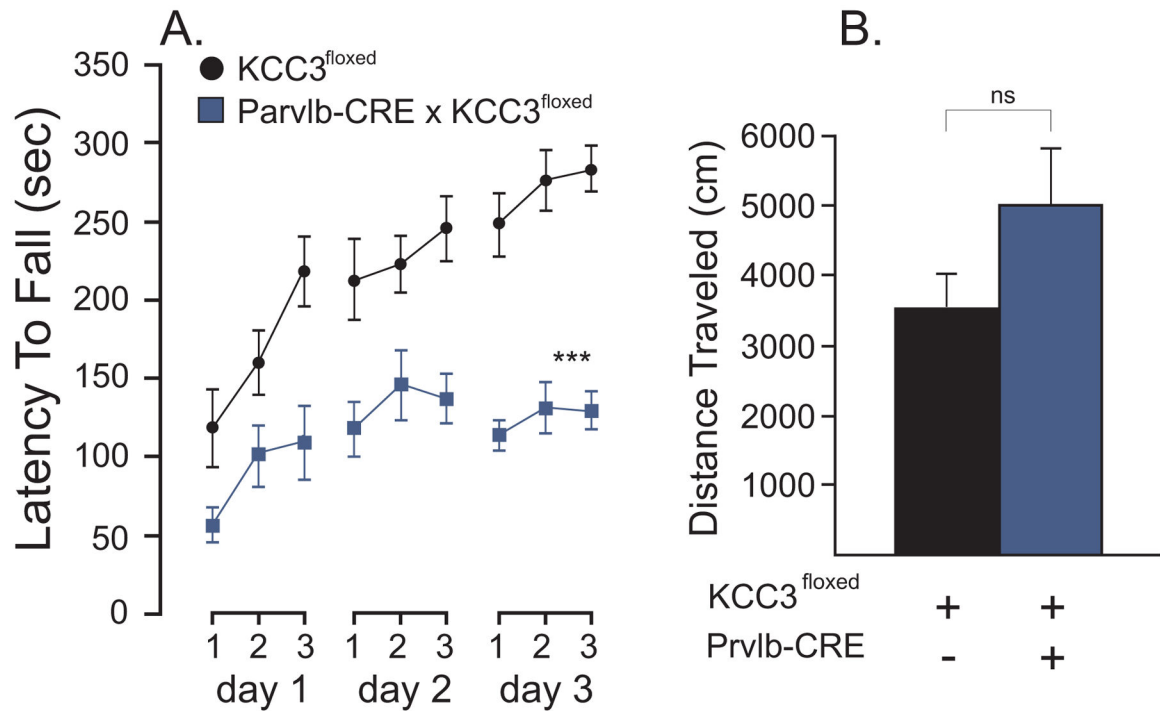 A.
350
300
250
200
150
100
50
0
Latency To Fall (sec)
KCC3floxed
Parvlb-CRE x KCC3floxed
***
1 2 3 1 2 3 1 2 3
day 1 day 2 day 3
B.
ns
6000
5000
4000
3000
2000
1000
Distance Traveled (cm)
KCC3floxed + +
Prvlb-CRE - +